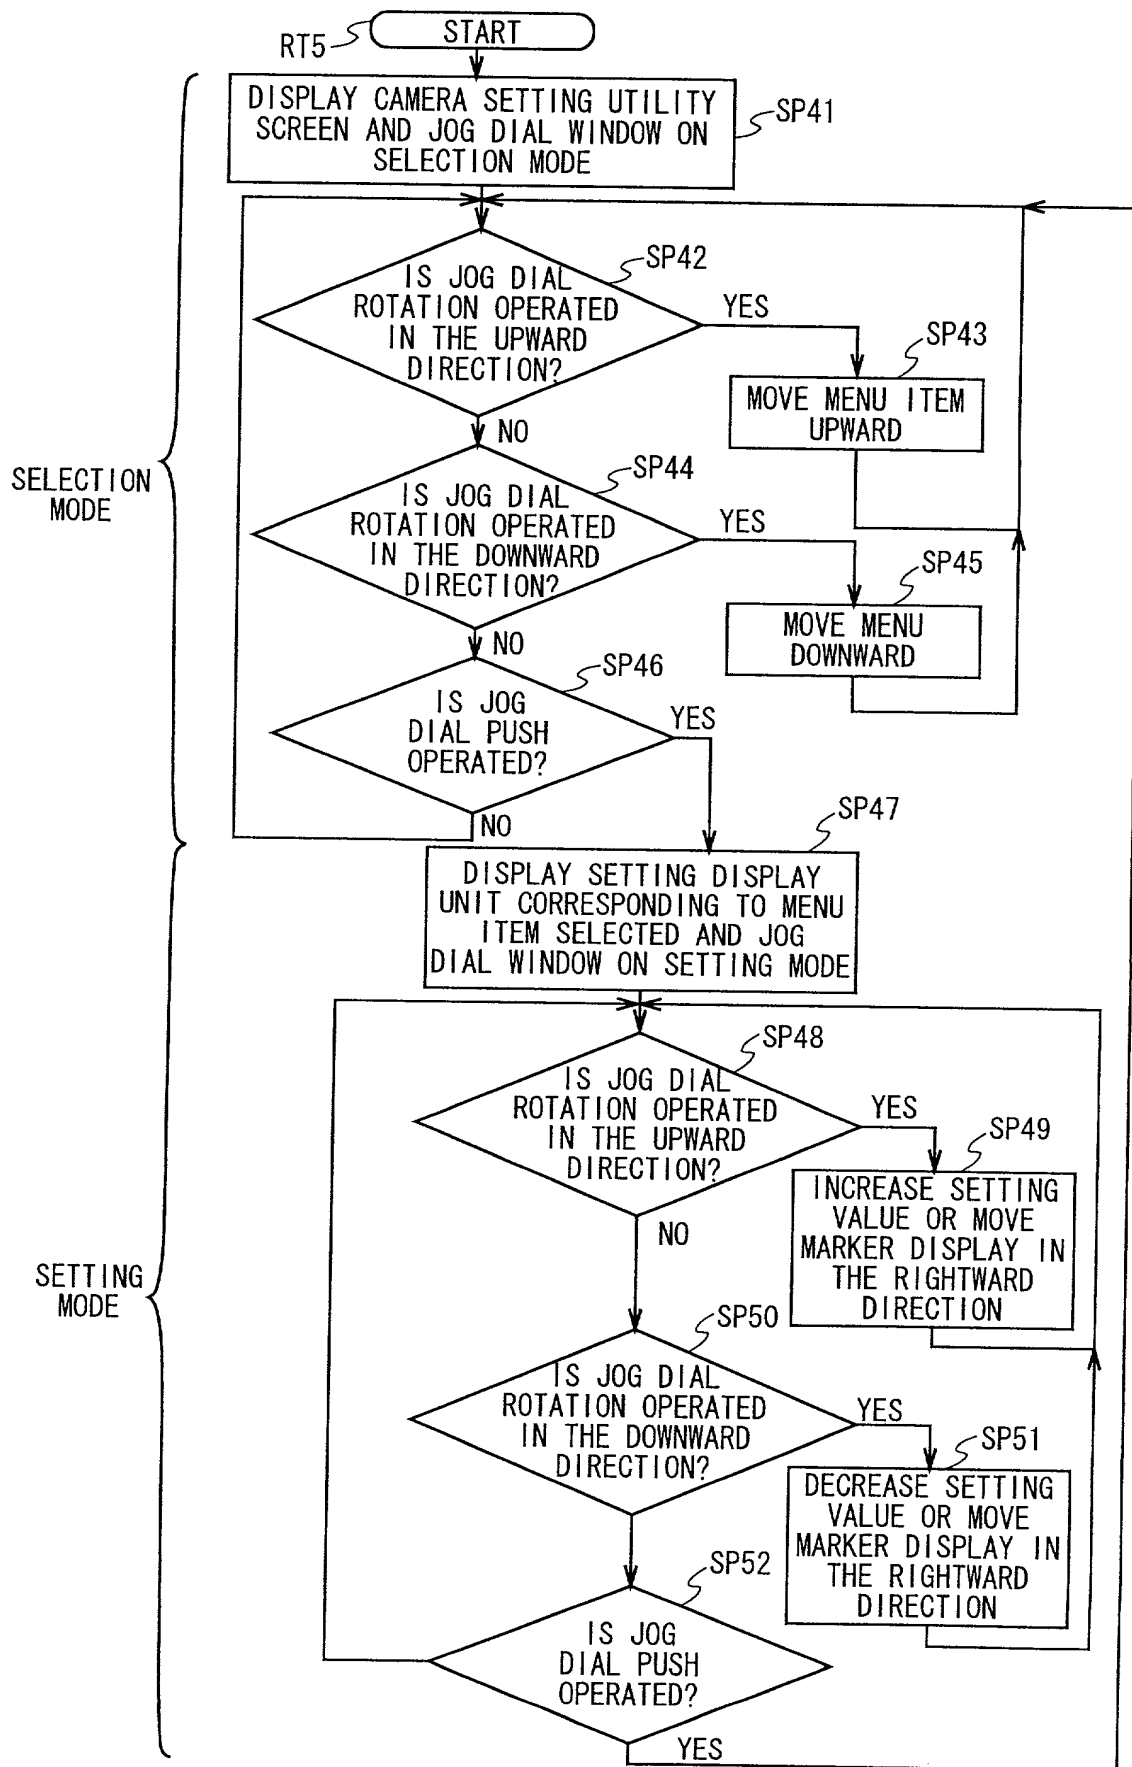 START
RT5
DISPLAY CAMERA SETTING UTILITY
SCREEN AND JOG DIAL WINDOW ON
SELECTION MODE
SP41
SP42
IS JOG DIAL
ROTATION OPERATED
IN THE UPWARD
DIRECTION?
YES
SP43
MOVE MENU ITEM
UPWARD
NO
SELECTION
MODE
SP44
IS JOG DIAL
ROTATION OPERATED
IN THE DOWNWARD
DIRECTION?
YES
SP45
MOVE MENU
DOWNWARD
NO
SP46
IS JOG
DIAL PUSH
OPERATED?
YES
NO
SP47
DISPLAY SETTING DISPLAY
UNIT CORRESPONDING TO MENU
ITEM SELECTED AND JOG
DIAL WINDOW ON SETTING MODE
SP48
IS JOG DIAL
ROTATION OPERATED
IN THE UPWARD
DIRECTION?
YES
SP49
INCREASE SETTING
VALUE OR MOVE
MARKER DISPLAY IN
THE RIGHTWARD
DIRECTION
NO
SETTING
MODE
SP50
IS JOG DIAL
ROTATION OPERATED
IN THE DOWNWARD
DIRECTION?
YES
SP51
DECREASE SETTING
VALUE OR MOVE
MARKER DISPLAY IN
THE RIGHTWARD
DIRECTION
SP52
IS JOG
DIAL PUSH
OPERATED?
YES